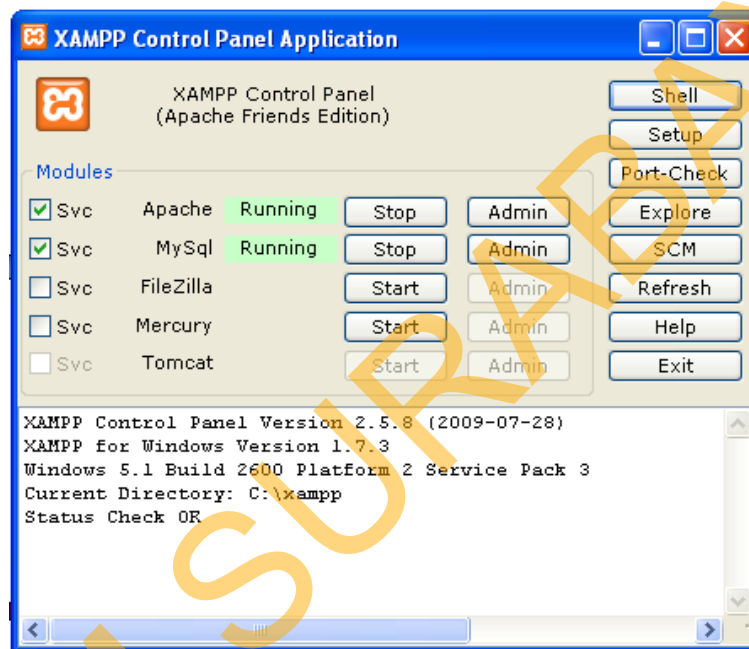 XAMPP Control Panel Application
XAMPP Control Panel
(Apache Friends Edition)
Shell
Setup
Modules
Port-Check
Svc Apache Running Stop Admin Explore
Svc MySql Running Stop Admin SCM
Svc FileZilla Start Admin Refresh
Svc Mercury Start Admin Help
Svc Tomcat Start Admin Exit
XAMPP Control Panel Version 2.5.8 (2009-07-28)
XAMPP for Windows Version 1.7.3
Windows 5.1 Build 2600 Platform 2 Service Pack 3
Current Directory: C:\xampp
Status Check OK
SURABA